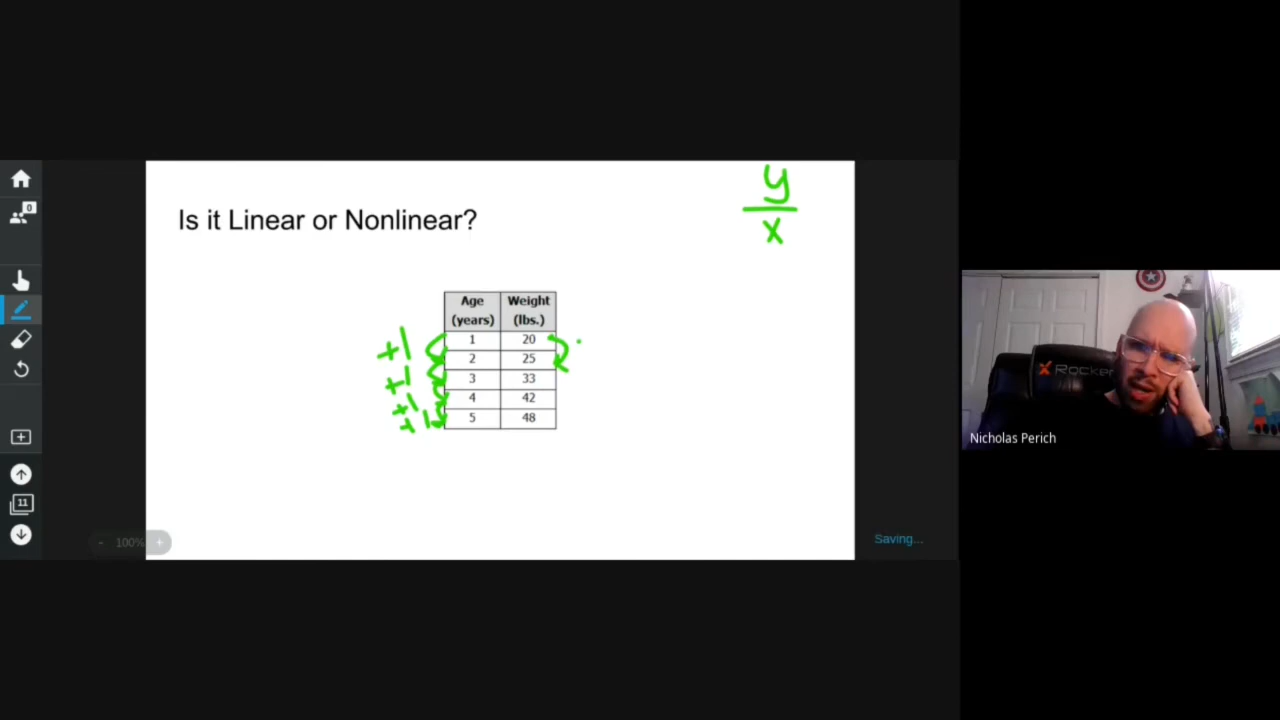 y
x
0
Is it Linear or Nonlinear?
Age (years) Weight (lbs.)
1 20
2 25
3 33
4 42
5 48
+1
+1
+1
+1
11
- 100% +
Saving...
X Rocker
Nicholas Perich